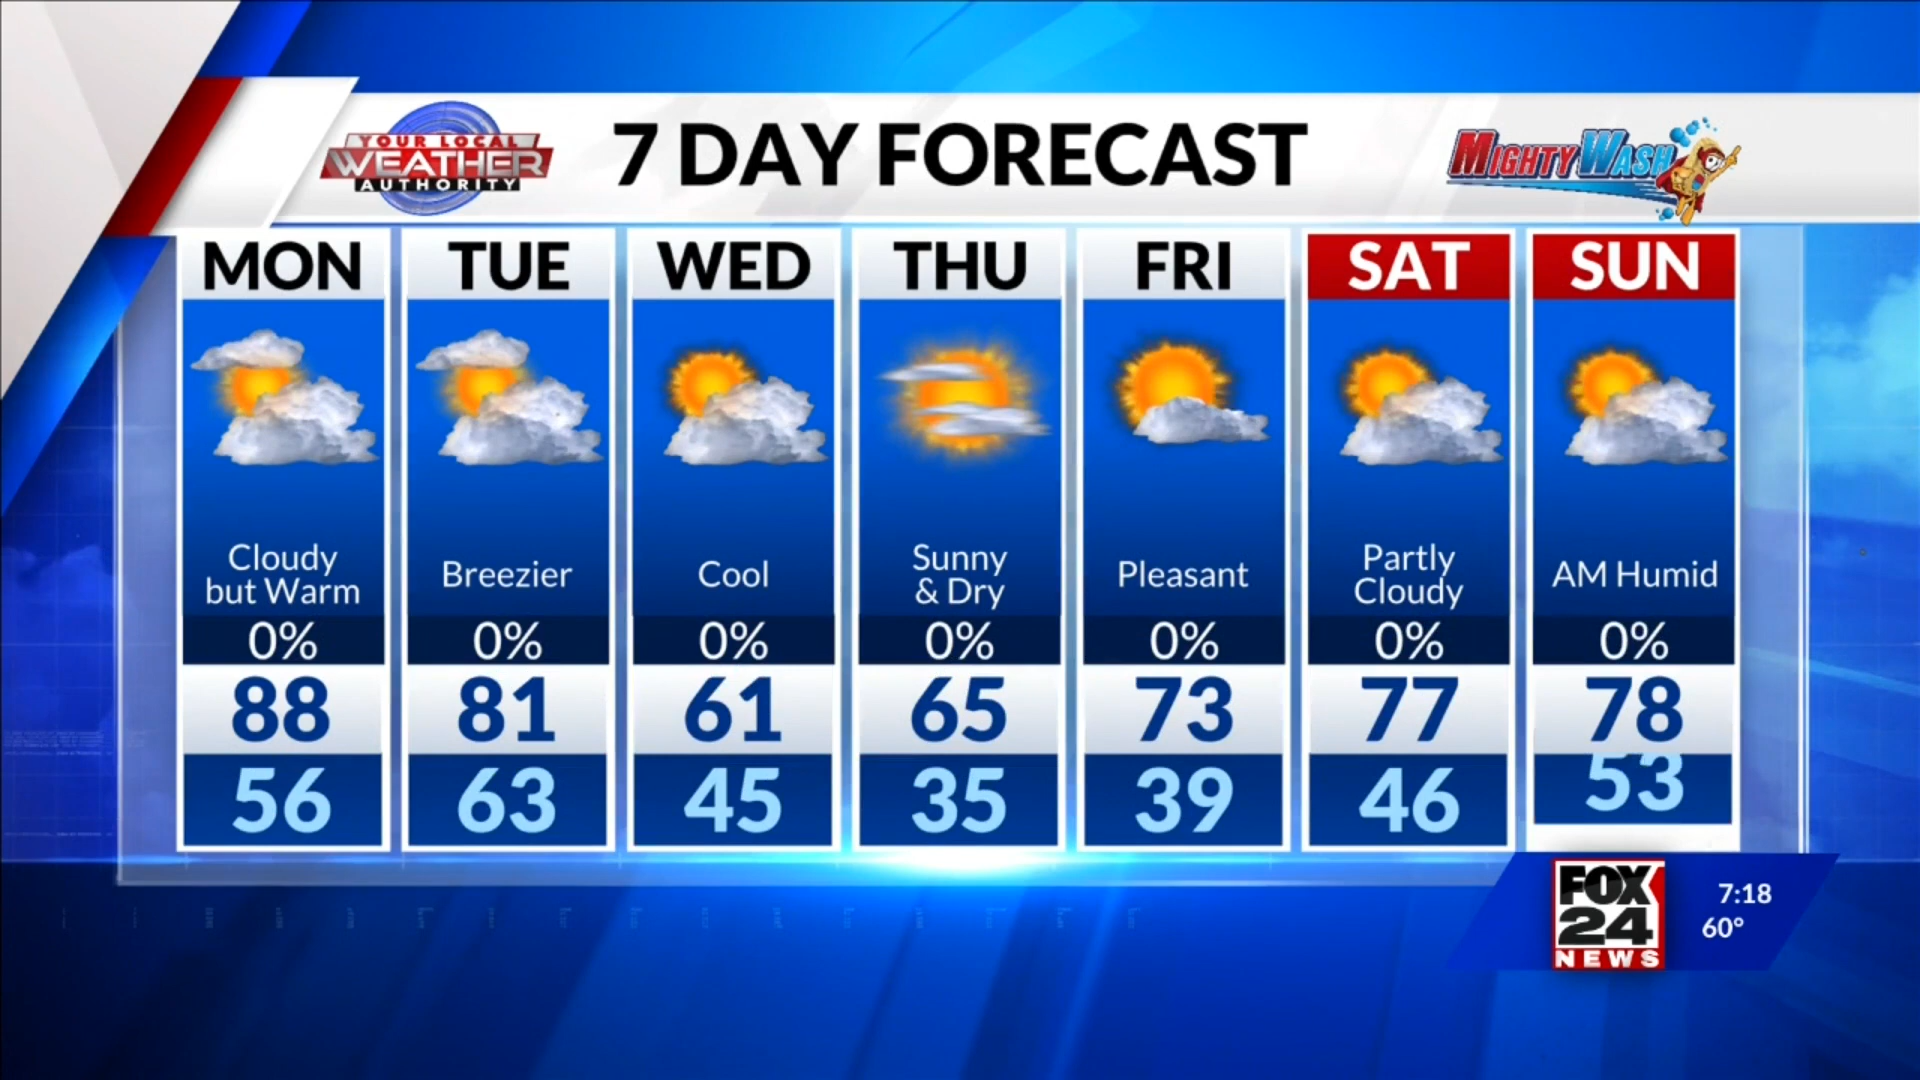 YOUR LOCAL
WEATHER
AUTHORITY
7 DAY FORECAST
MIGHTY WASH
MON
TUE
WED
THU
FRI
SAT
SUN
Cloudy
but Warm
Breezier
Cool
Sunny
& Dry
Pleasant
Partly
Cloudy
AM Humid
0%
0%
0%
0%
0%
0%
0%
88
81
61
65
73
77
78
56
63
45
35
39
46
53
FOX
24
NEWS
7:18
60°